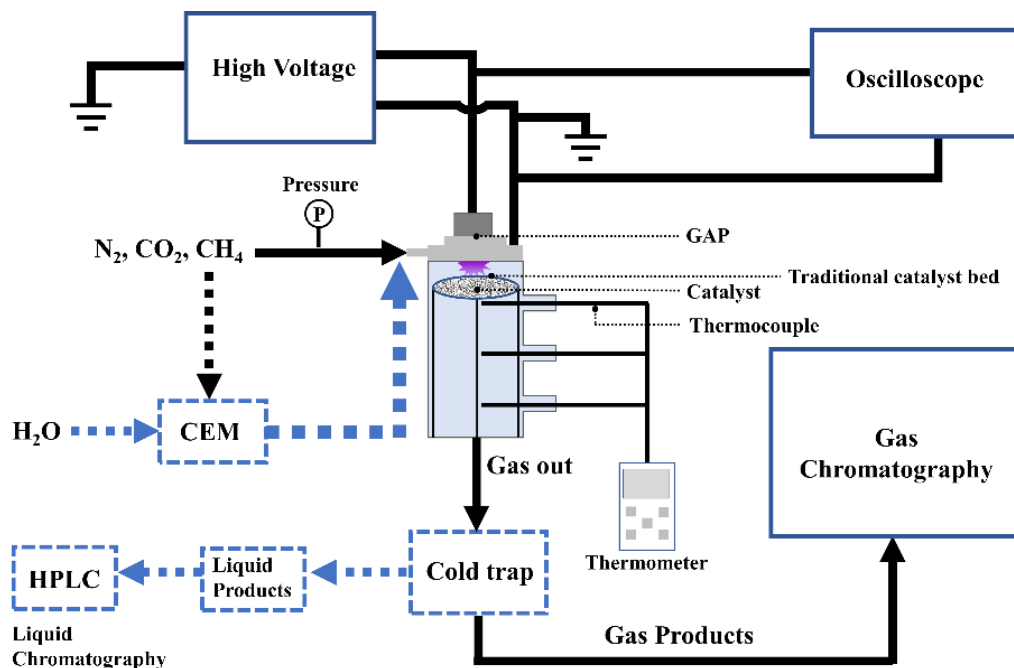 High Voltage
Oscilloscope
Pressure
P
N₂, CO₂, CH₄
GAP
Traditional catalyst bed
Catalyst
Thermocouple
H₂O
CEM
Gas
Chromatography
Gas out
Thermometer
HPLC
Liquid
Products
Cold trap
Liquid
Chromatography
Gas Products